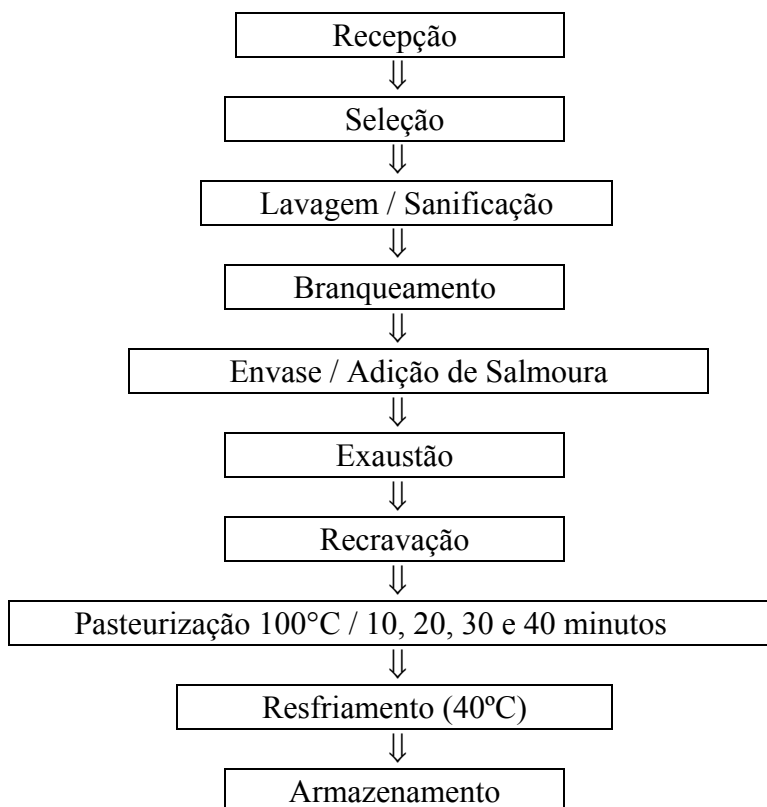 Recepção
⇓
Seleção
⇓
Lavagem / Sanificação
⇓
Branqueamento
⇓
Envase / Adição de Salmoura
⇓
Exaustão
⇓
Recravação
⇓
Pasteurização 100°C / 10, 20, 30 e 40 minutos
⇓
Resfriamento (40ºC)
⇓
Armazenamento